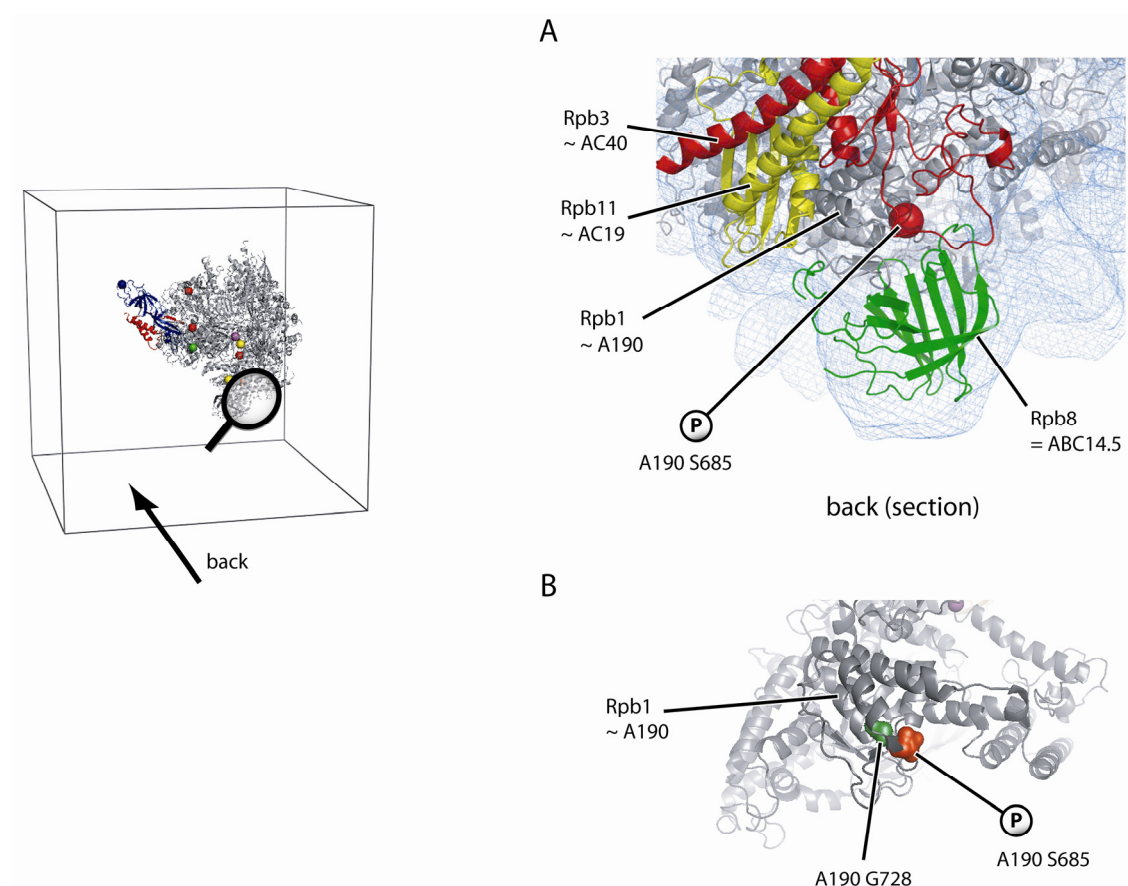 A
Rpb3
~ AC40
Rpb11
~ AC19
Rpb1
~ A190
P
A190 S685
Rpb8
= ABC14.5
back (section)
back
B
Rpb1
~ A190
P
A190 S685
A190 G728